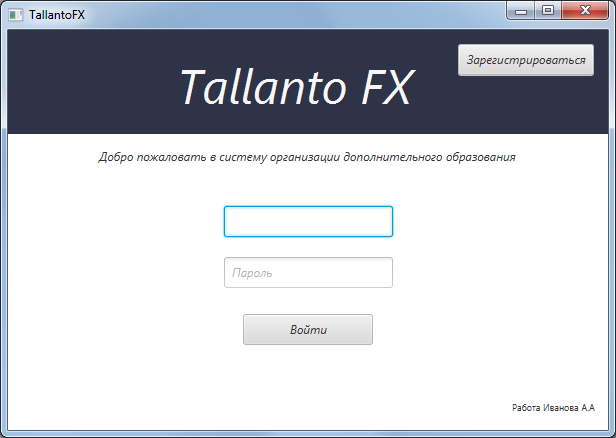 TallantoFX
Зарегистрироваться
Tallanto FX
Добро пожаловать в систему организации дополнительного образования
Пароль
Войти
Работа Иванова А.А